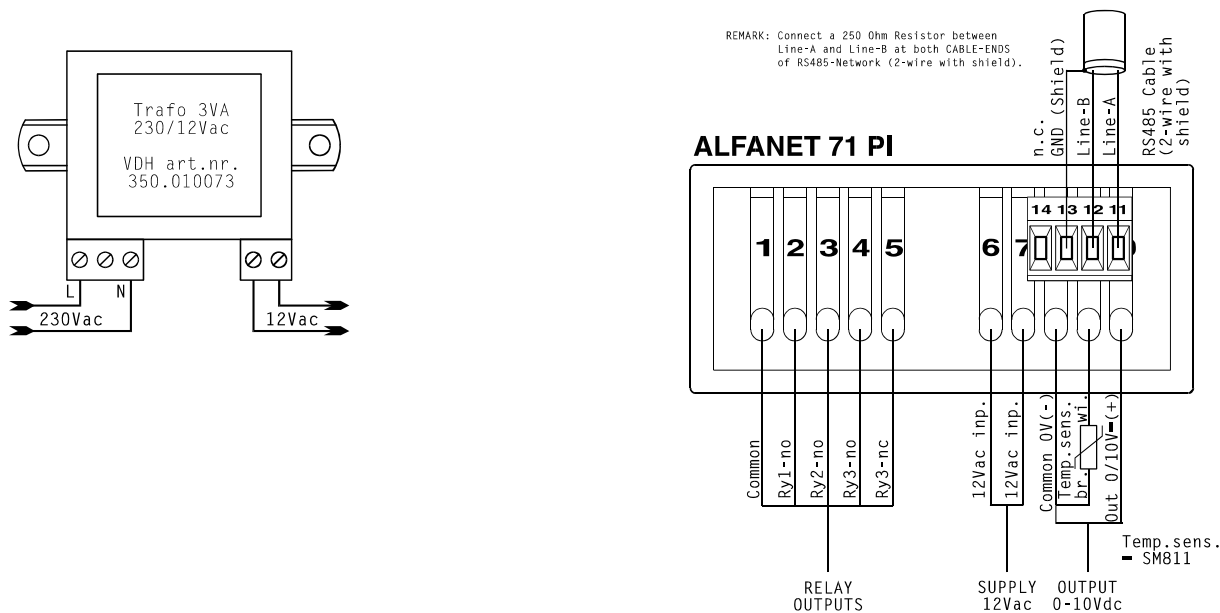 Trafo 3VA
230/12Vac
VDH art.nr.
350.010073
L
N
230Vac
12Vac
REMARK: Connect a 250 Ohm Resistor between
Line-A and Line-B at both CABLE-ENDS
of RS485-Network (2-wire with shield).
n.c.
GND (Shield)
Line-B
Line-A
RS485 Cable
(2-wire with
shield)
ALFANET 71 PI
14 13 12 11
1 2 3 4 5 6 7
Common
Ry1-no
Ry2-no
Ry3-no
Ry3-nc
12Vac inp.
12Vac inp.
Common 0V(-)
Temp.sens.
br.
wi.
Out 0/10V=(+)
Temp.sens.
= SM811
RELAY
OUTPUTS
SUPPLY
12Vac
OUTPUT
0-10Vdc